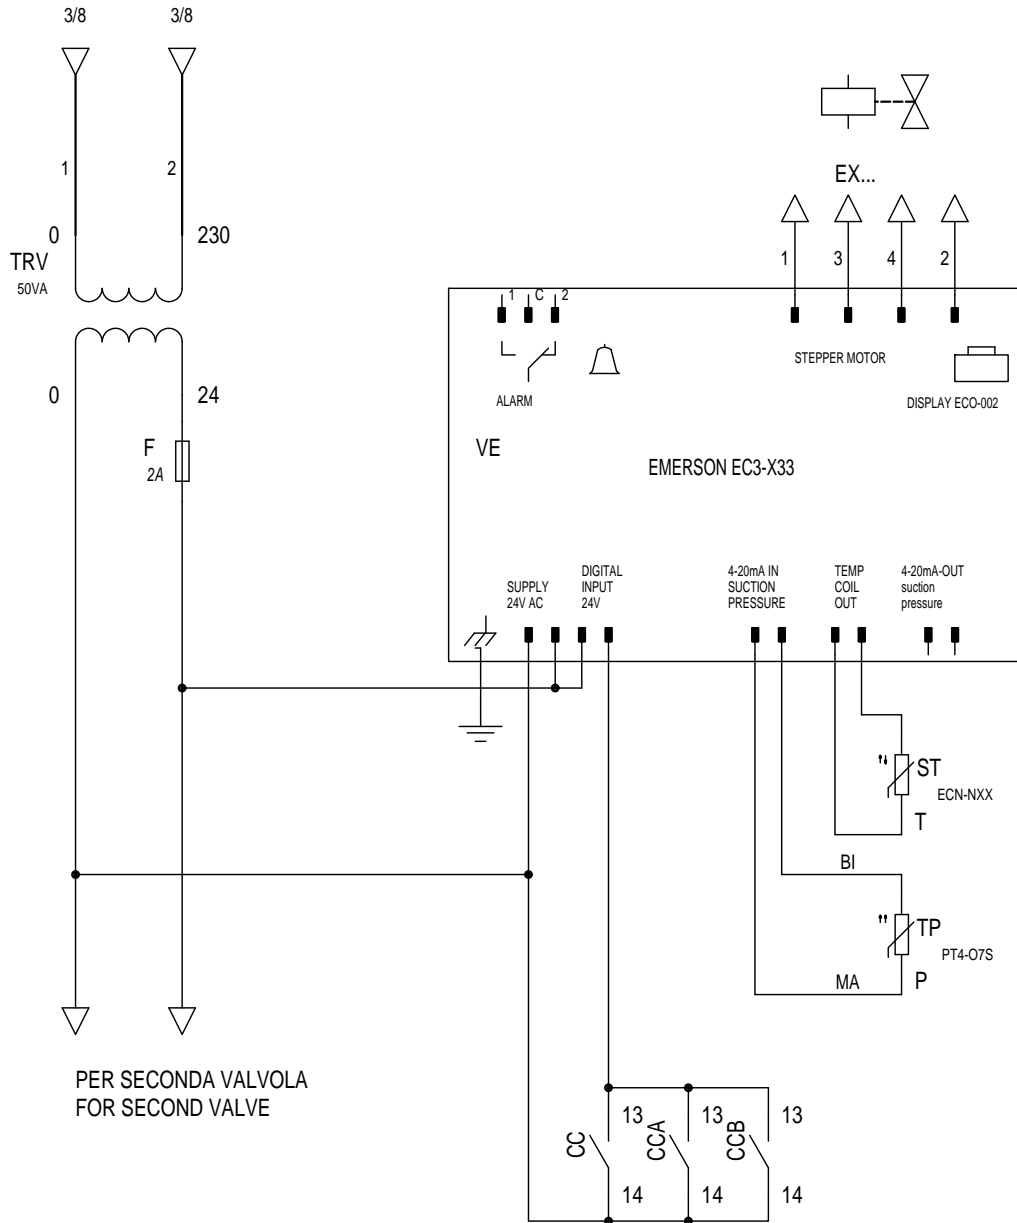 3/8
3/8
1
2
0
230
TRV
50VA
0
24
F
2A
EX...
1
3
4
2
1
C
2
ALARM
STEPPER MOTOR
DISPLAY ECO-002
VE
EMERSON EC3-X33
SUPPLY
24V AC
DIGITAL
INPUT
24V
4-20mA IN
SUCTION
PRESSURE
TEMP
COIL
OUT
4-20mA-OUT
suction
pressure
ST
ECN-NXX
T
BI
TP
PT4-O7S
MA
P
PER SECONDA VALVOLA
FOR SECOND VALVE
CC
13
14
CCA
13
14
CCB
13
14